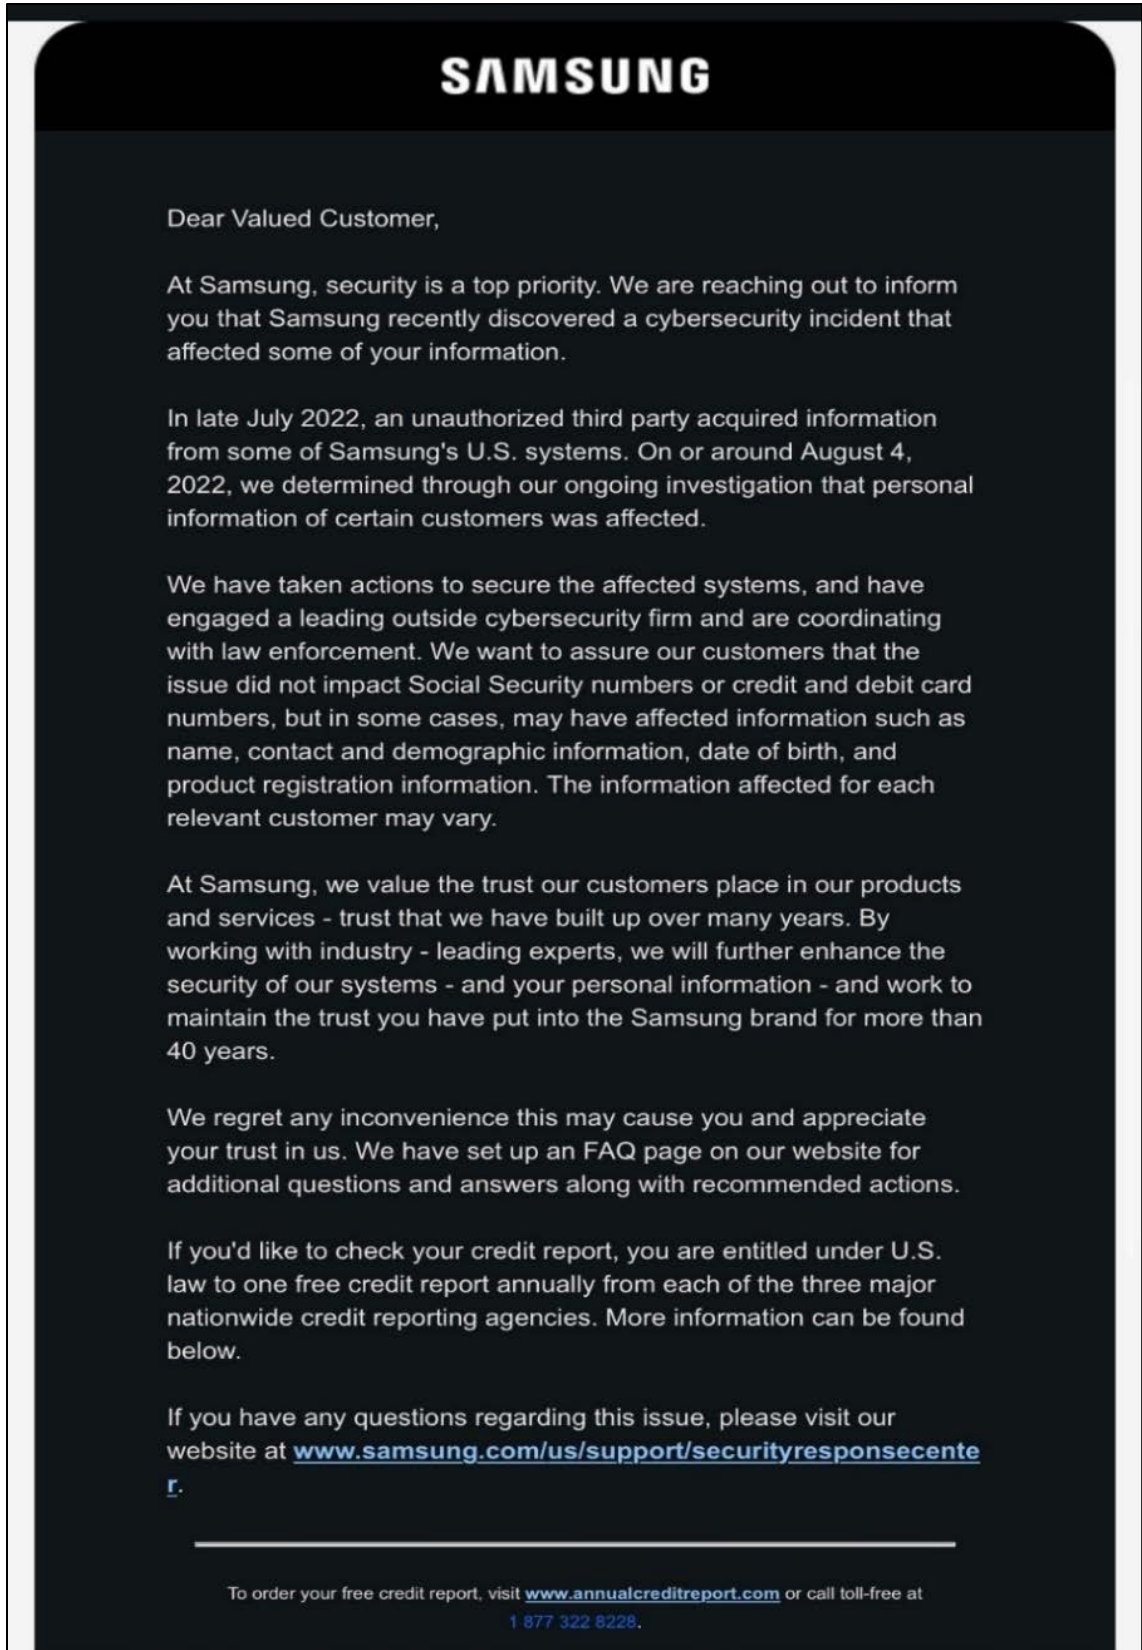 SAMSUNG
Dear Valued Customer,
At Samsung, security is a top priority. We are reaching out to inform
you that Samsung recently discovered a cybersecurity incident that
affected some of your information.
In late July 2022, an unauthorized third party acquired information
from some of Samsung's U.S. systems. On or around August 4,
2022, we determined through our ongoing investigation that personal
information of certain customers was affected.
We have taken actions to secure the affected systems, and have
engaged a leading outside cybersecurity firm and are coordinating
with law enforcement. We want to assure our customers that the
issue did not impact Social Security numbers or credit and debit card
numbers, but in some cases, may have affected information such as
name, contact and demographic information, date of birth, and
product registration information. The information affected for each
relevant customer may vary.
At Samsung, we value the trust our customers place in our products
and services - trust that we have built up over many years. By
working with industry - leading experts, we will further enhance the
security of our systems - and your personal information - and work to
maintain the trust you have put into the Samsung brand for more than
40 years.
We regret any inconvenience this may cause you and appreciate
your trust in us. We have set up an FAQ page on our website for
additional questions and answers along with recommended actions.
If you'd like to check your credit report, you are entitled under U.S.
law to one free credit report annually from each of the three major
nationwide credit reporting agencies. More information can be found
below.
If you have any questions regarding this issue, please visit our
website at www.samsung.com/us/support/securityresponsecente
r.
To order your free credit report, visit www.annualcreditreport.com or call toll-free at
1 877 322 8228.